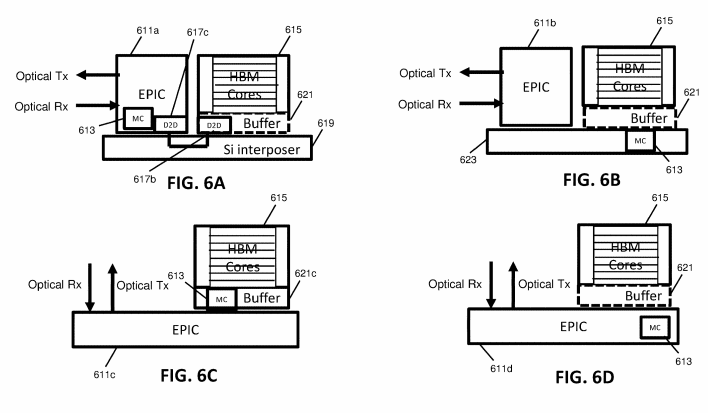 611a
617c
615
Optical Tx
EPIC
HBM
Cores
Optical Rx
621
MC
Buffer
613
D2D
D2D
619
Si interposer
617b
FIG. 6A
611b
615
Optical Tx
EPIC
HBM
Cores
621
Optical Rx
Buffer
623
MC
613
FIG. 6B
615
HBM
Cores
613
621c
Optical Rx
Optical Tx
MC
Buffer
EPIC
611c
FIG. 6C
615
HBM
Cores
621
Optical Rx
Optical Tx
Buffer
EPIC
MC
613
611d
FIG. 6D